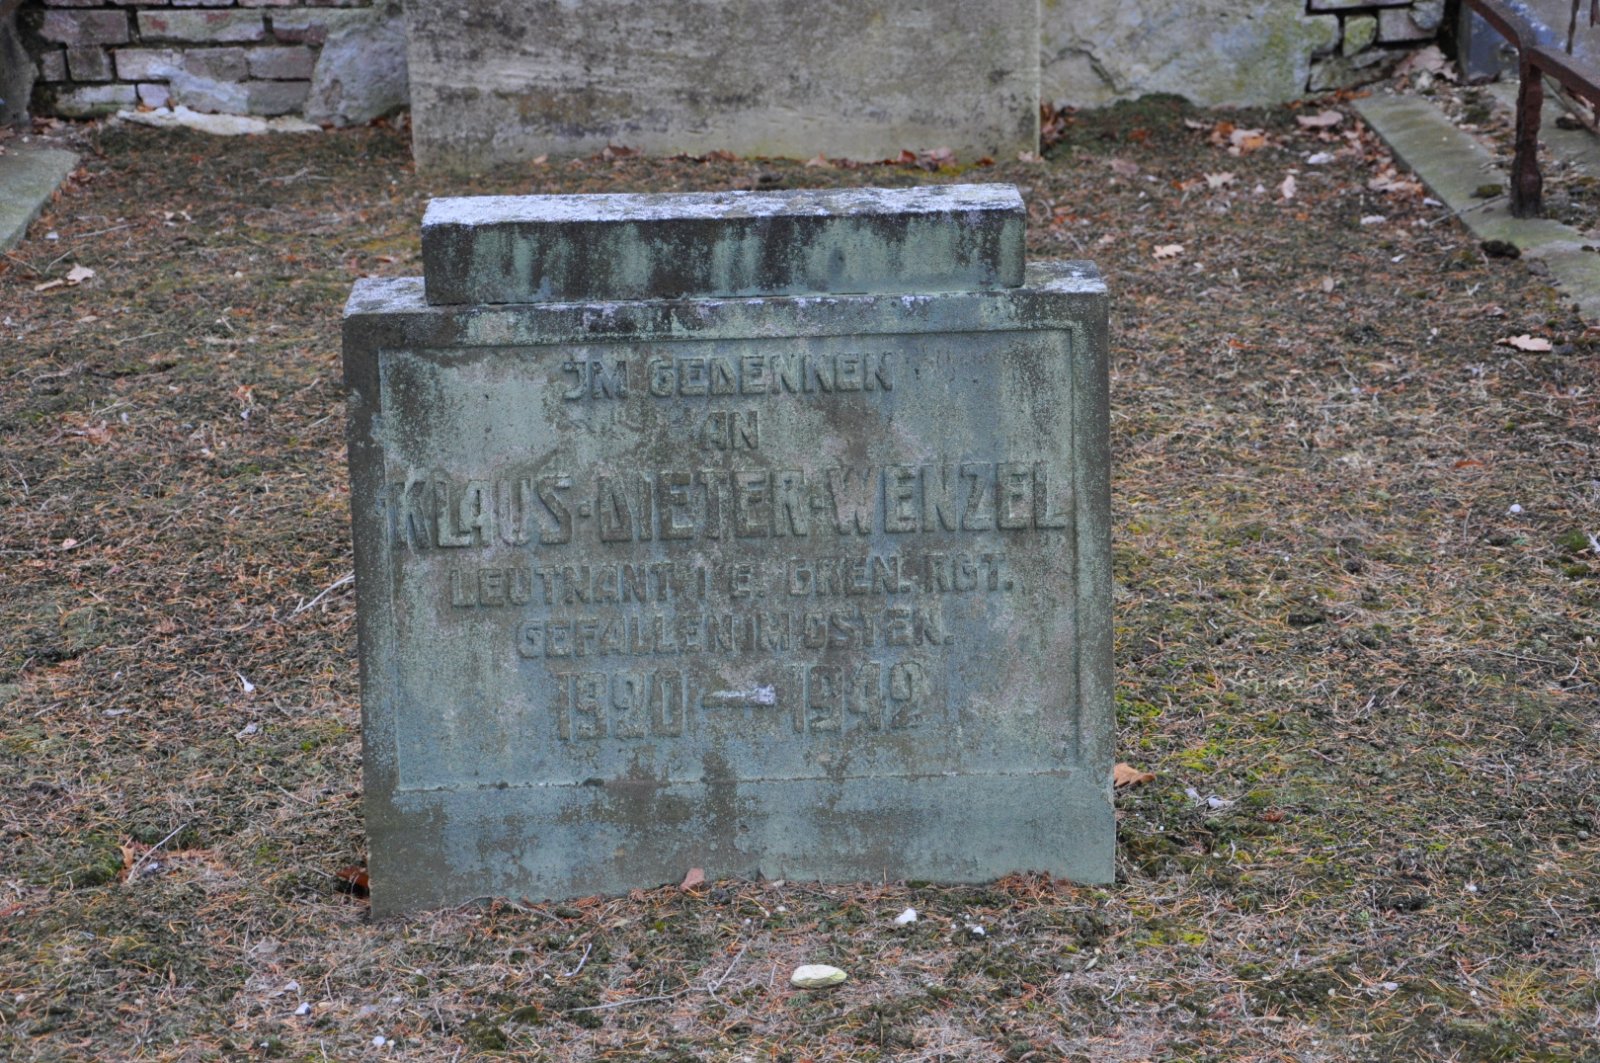 JM GEDENKEN
AN
KLAUS-DIETER-WENZEL
LEUTNANT I E. GREN. RGT.
GEFALLEN IM OSTEN.
1920 — 1942